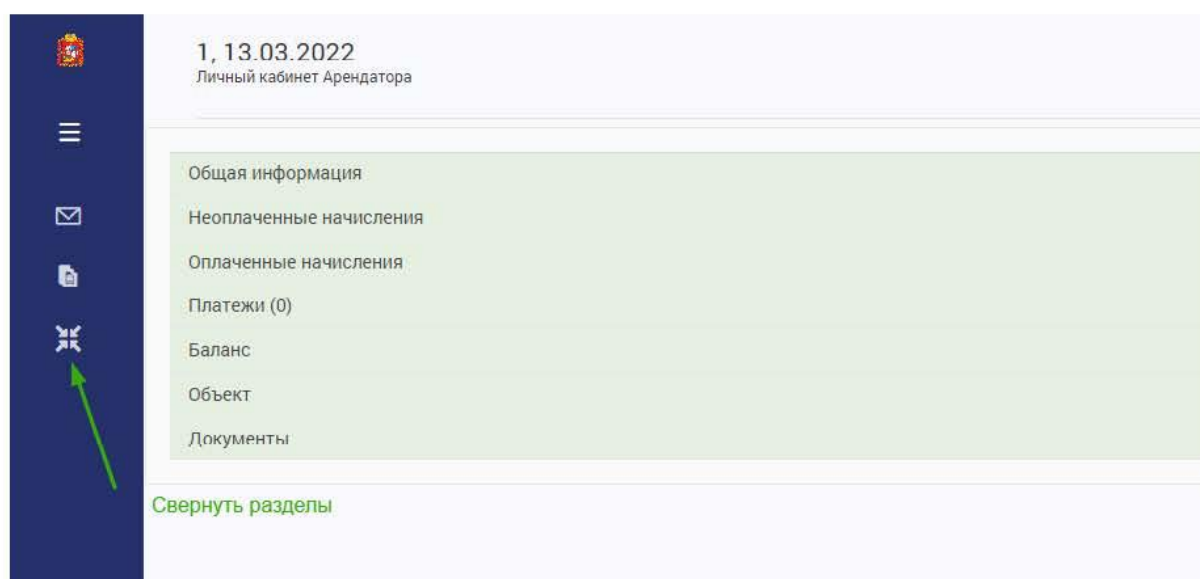 1, 13.03.2022
Личный кабинет Арендатора
Общая информация
Неоплаченные начисления
Оплаченные начисления
Платежи (0)
Баланс
Объект
Документы
Свернуть разделы